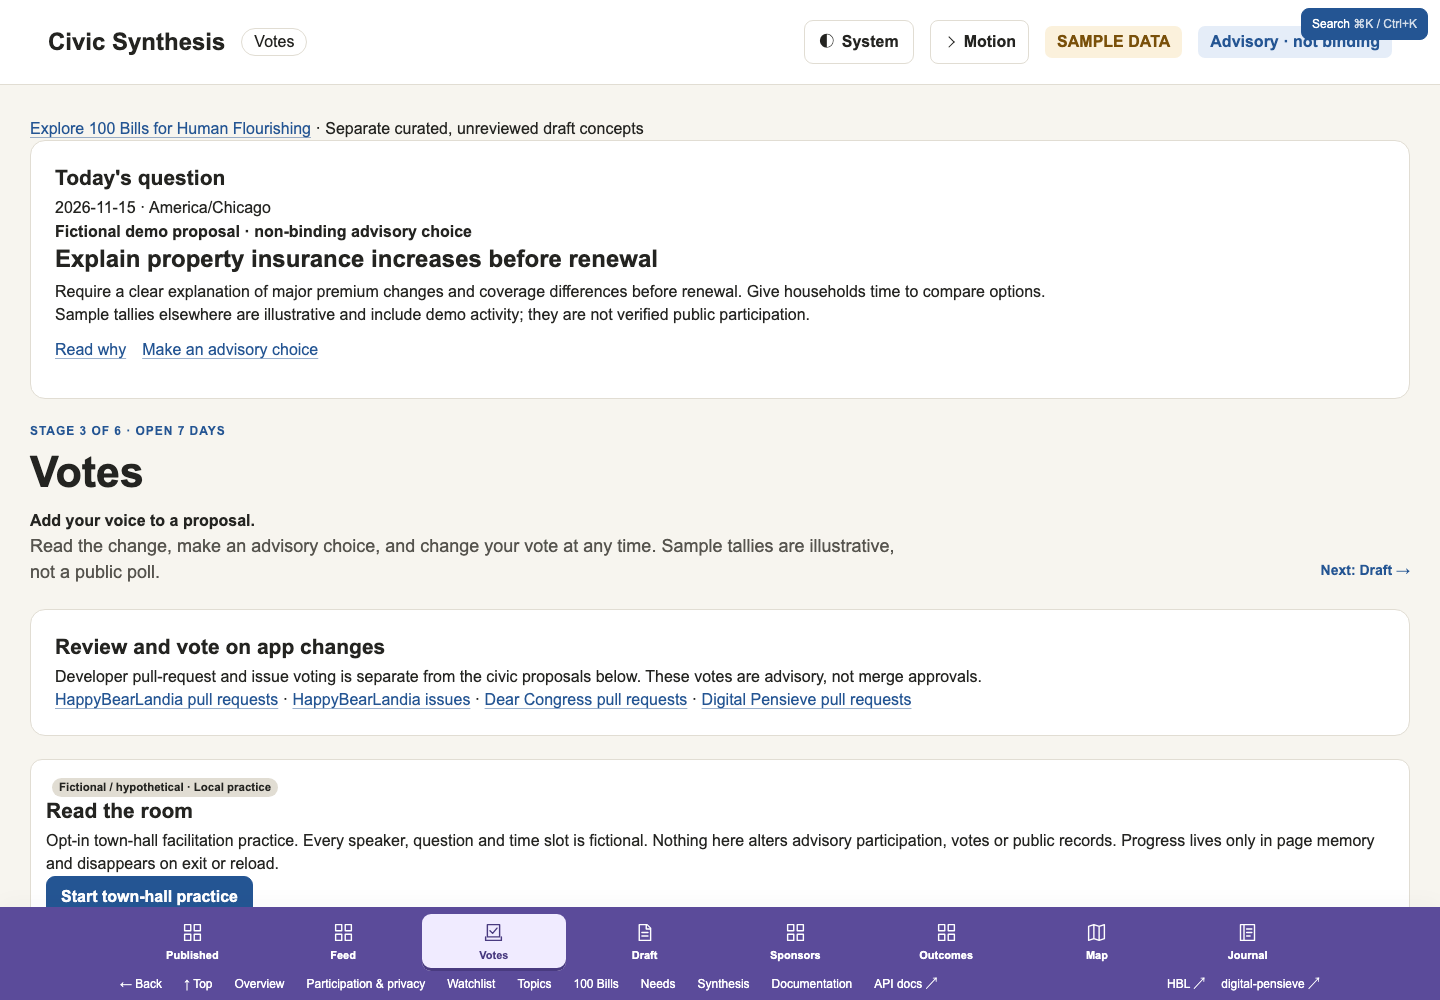 Civic Synthesis
Votes
System
Motion
SAMPLE DATA
Advisory · not binding
Search ⌘K / Ctrl+K
Explore 100 Bills for Human Flourishing · Separate curated, unreviewed draft concepts
Today's question
2026-11-15 · America/Chicago
Fictional demo proposal · non-binding advisory choice
Explain property insurance increases before renewal
Require a clear explanation of major premium changes and coverage differences before renewal. Give households time to compare options.
Sample tallies elsewhere are illustrative and include demo activity; they are not verified public participation.
Read why Make an advisory choice
STAGE 3 OF 6 · OPEN 7 DAYS
Votes
Add your voice to a proposal.
Read the change, make an advisory choice, and change your vote at any time. Sample tallies are illustrative,
not a public poll.
Next: Draft →
Review and vote on app changes
Developer pull-request and issue voting is separate from the civic proposals below. These votes are advisory, not merge approvals.
HappyBearLandia pull requests · HappyBearLandia issues · Dear Congress pull requests · Digital Pensieve pull requests
Fictional / hypothetical · Local practice
Read the room
Opt-in town-hall facilitation practice. Every speaker, question and time slot is fictional. Nothing here alters advisory participation, votes or public records. Progress lives only in page memory
and disappears on exit or reload.
Start town-hall practice
Published Feed Votes Draft Sponsors Outcomes Map Journal
← Back ↑ Top Overview Participation & privacy Watchlist Topics 100 Bills Needs Synthesis Documentation API docs ↗ HBL ↗ digital-pensieve ↗